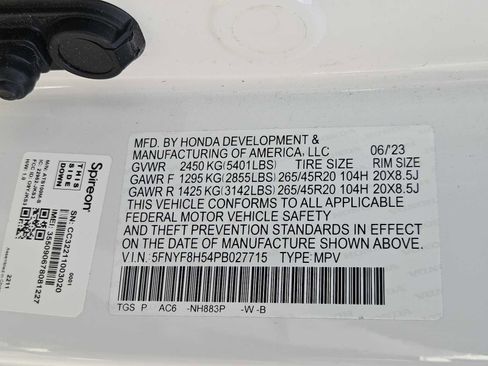 MFD. BY HONDA DEVELOPMENT &
MANUFACTURING OF AMERICA, LLC 06/'23
GVWR 2450 KG(5401LBS) TIRE SIZE RIM SIZE
GAWR F 1295 KG(2855LBS) 265/45R20 104H 20X8.5J
GAWR R 1425 KG(3142LBS) 265/45R20 104H 20X8.5J
THIS VEHICLE CONFORMS TO ALL APPLICABLE
FEDERAL MOTOR VEHICLE SAFETY
AND THEFT PREVENTION STANDARDS IN EFFECT ON
THE DATE OF MANUFACTURE SHOWN ABOVE.
V.I.N.: 5FNYF8H54PB027715 TYPE: MPV
TGS P AC6 -NH883P -W -B
Spireon
THIS
SIDE
DOWN
0001
2211